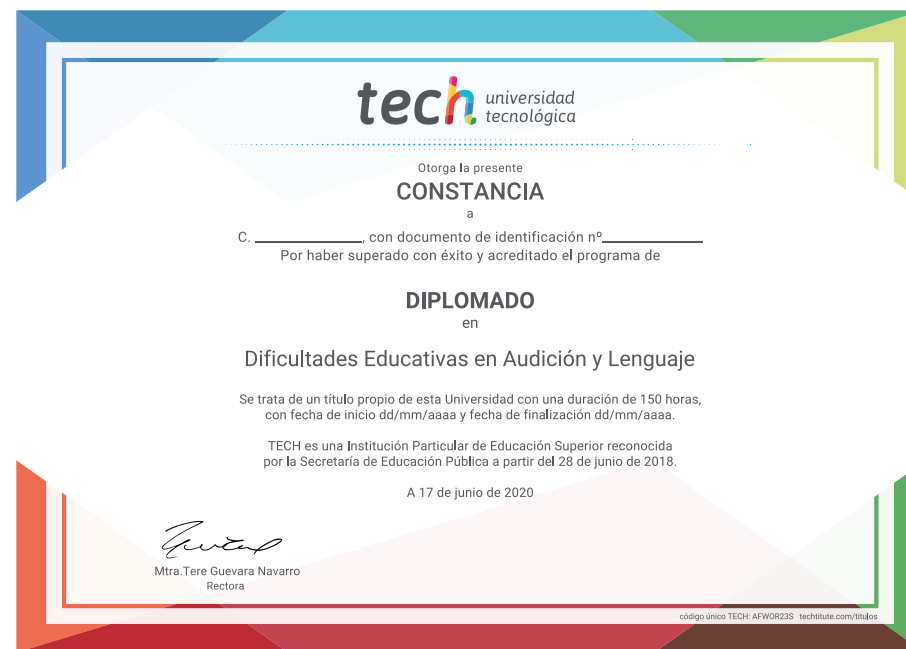 tech universidad
tecnológica
Otorga la presente
CONSTANCIA
a
C. ____________, con documento de identificación nº____________
Por haber superado con éxito y acreditado el programa de
DIPLOMADO
en
Dificultades Educativas en Audición y Lenguaje
Se trata de un título propio de esta Universidad con una duración de 150 horas,
con fecha de inicio dd/mm/aaaa y fecha de finalización dd/mm/aaaa.
TECH es una Institución Particular de Educación Superior reconocida
por la Secretaría de Educación Pública a partir del 28 de junio de 2018.
A 17 de junio de 2020
Mtra.Tere Guevara Navarro
Rectora
código único TECH: AFWOR23S techtitute.com/titulos